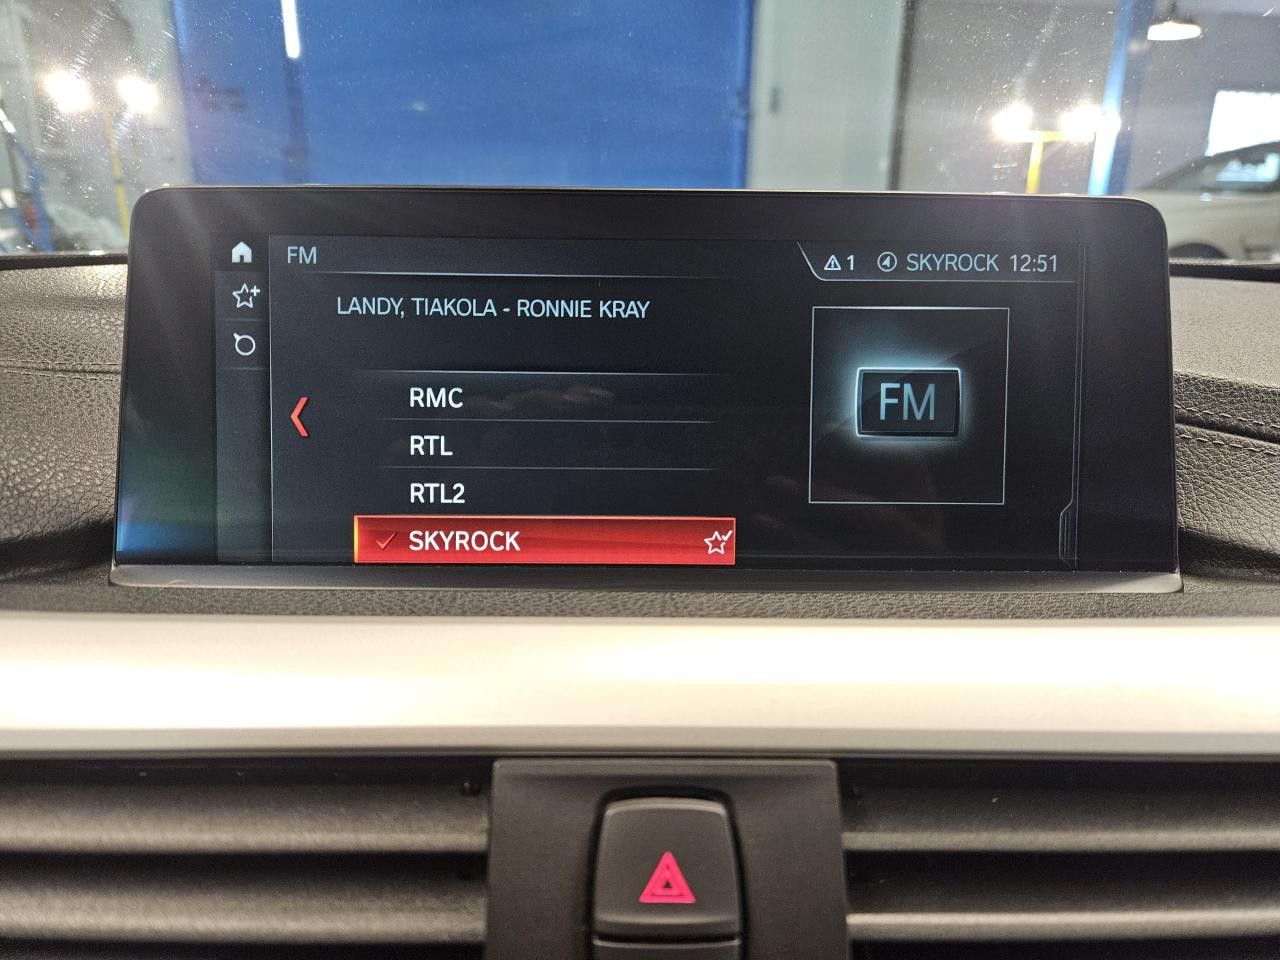 FM
1 SKYROCK 12:51
LANDY, TIAKOLA - RONNIE KRAY
RMC
RTL
RTL2
SKYROCK
FM